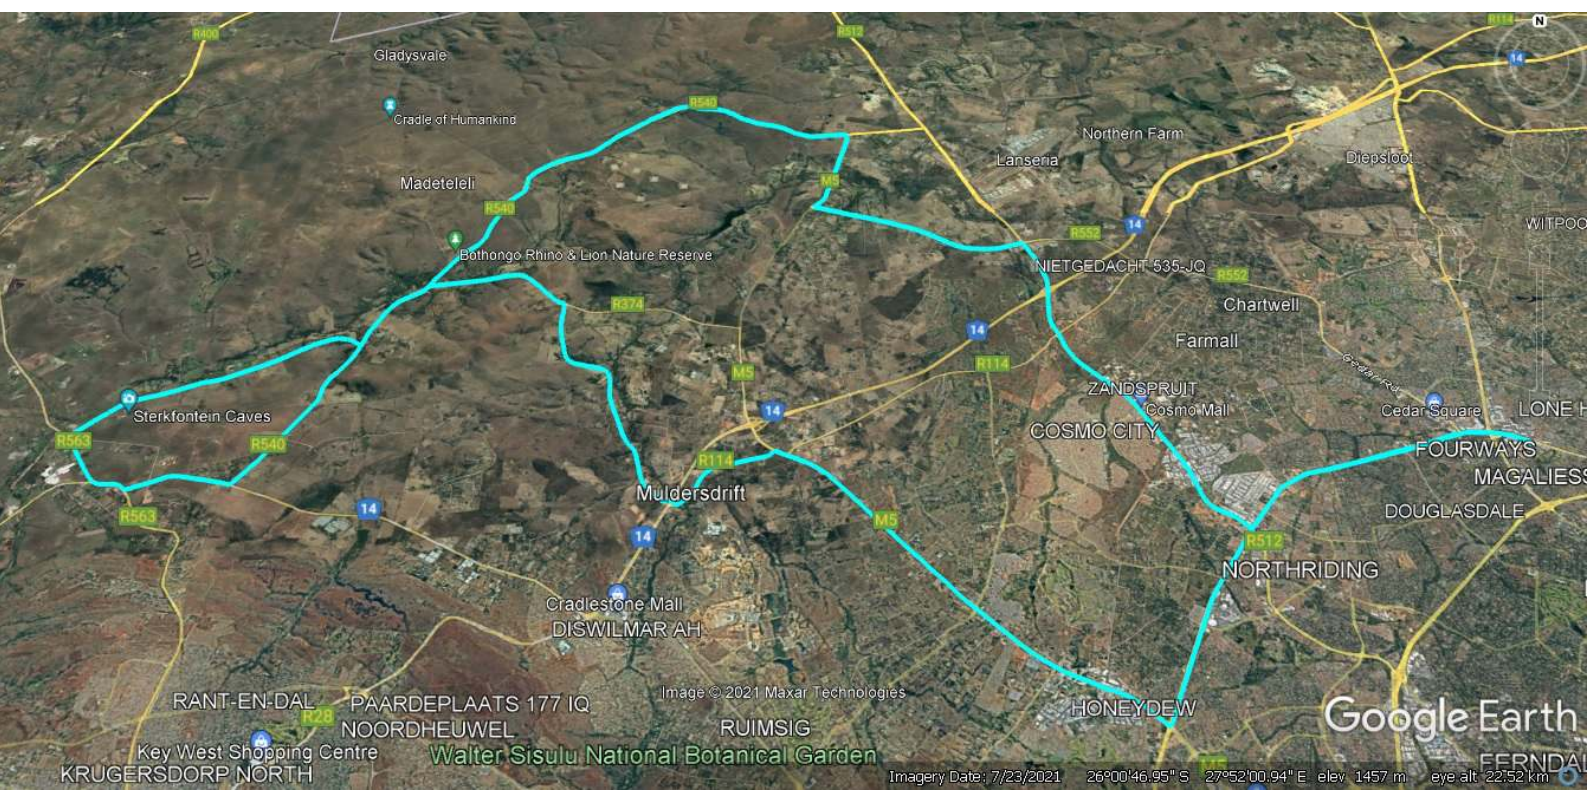 R400
R512
R114
N
Gladysvale
14
R540
Cradle of Humankind
Northern Farm
Lanseria
Diepsloot
Madeteleli
M5
R540
14
R552
WITPOO
Bothongo Rhino & Lion Nature Reserve
NIETGEDACHT 535-JQ
R552
R374
Chartwell
14
Farmall
R114
Cedar Rd
M5
ZANDSPRUIT
Sterkfontein Caves
14
Cosmo Mall
Cedar Square
LONE H
COSMO CITY
R563
R540
FOURWAYS
R114
MAGALIESS
Muldersdrift
14
R563
M5
DOUGLASDALE
14
R512
NORTHRIDING
Cradlestone Mall
DISWILMAR AH
Image © 2021 Maxar Technologies
RANT-EN-DAL
PAARDEPLAATS 177 IQ
HONEYDEW
R28
NOORDHEUWEL
RUIMSIG
Google Earth
Key West Shopping Centre
Walter Sisulu National Botanical Garden
KRUGERSDORP NORTH
M5
FERNDAL
Imagery Date: 7/23/2021 26°00'46.95" S 27°52'00.94" E elev 1457 m eye alt 22.52 km